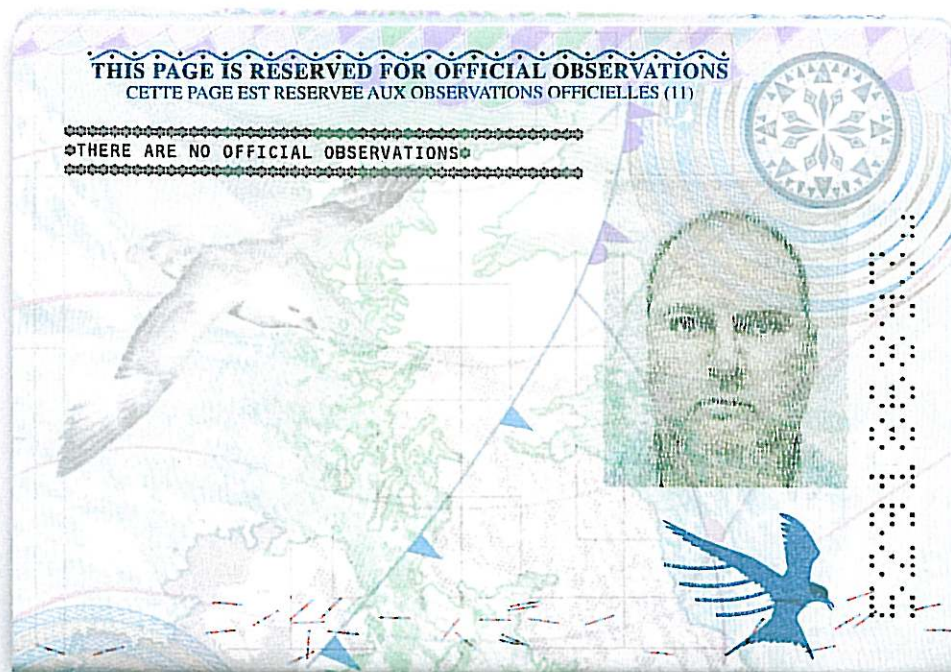 THIS PAGE IS RESERVED FOR OFFICIAL OBSERVATIONS
CETTE PAGE EST RESERVEE AUX OBSERVATIONS OFFICIELLES (11)
THERE ARE NO OFFICIAL OBSERVATIONS